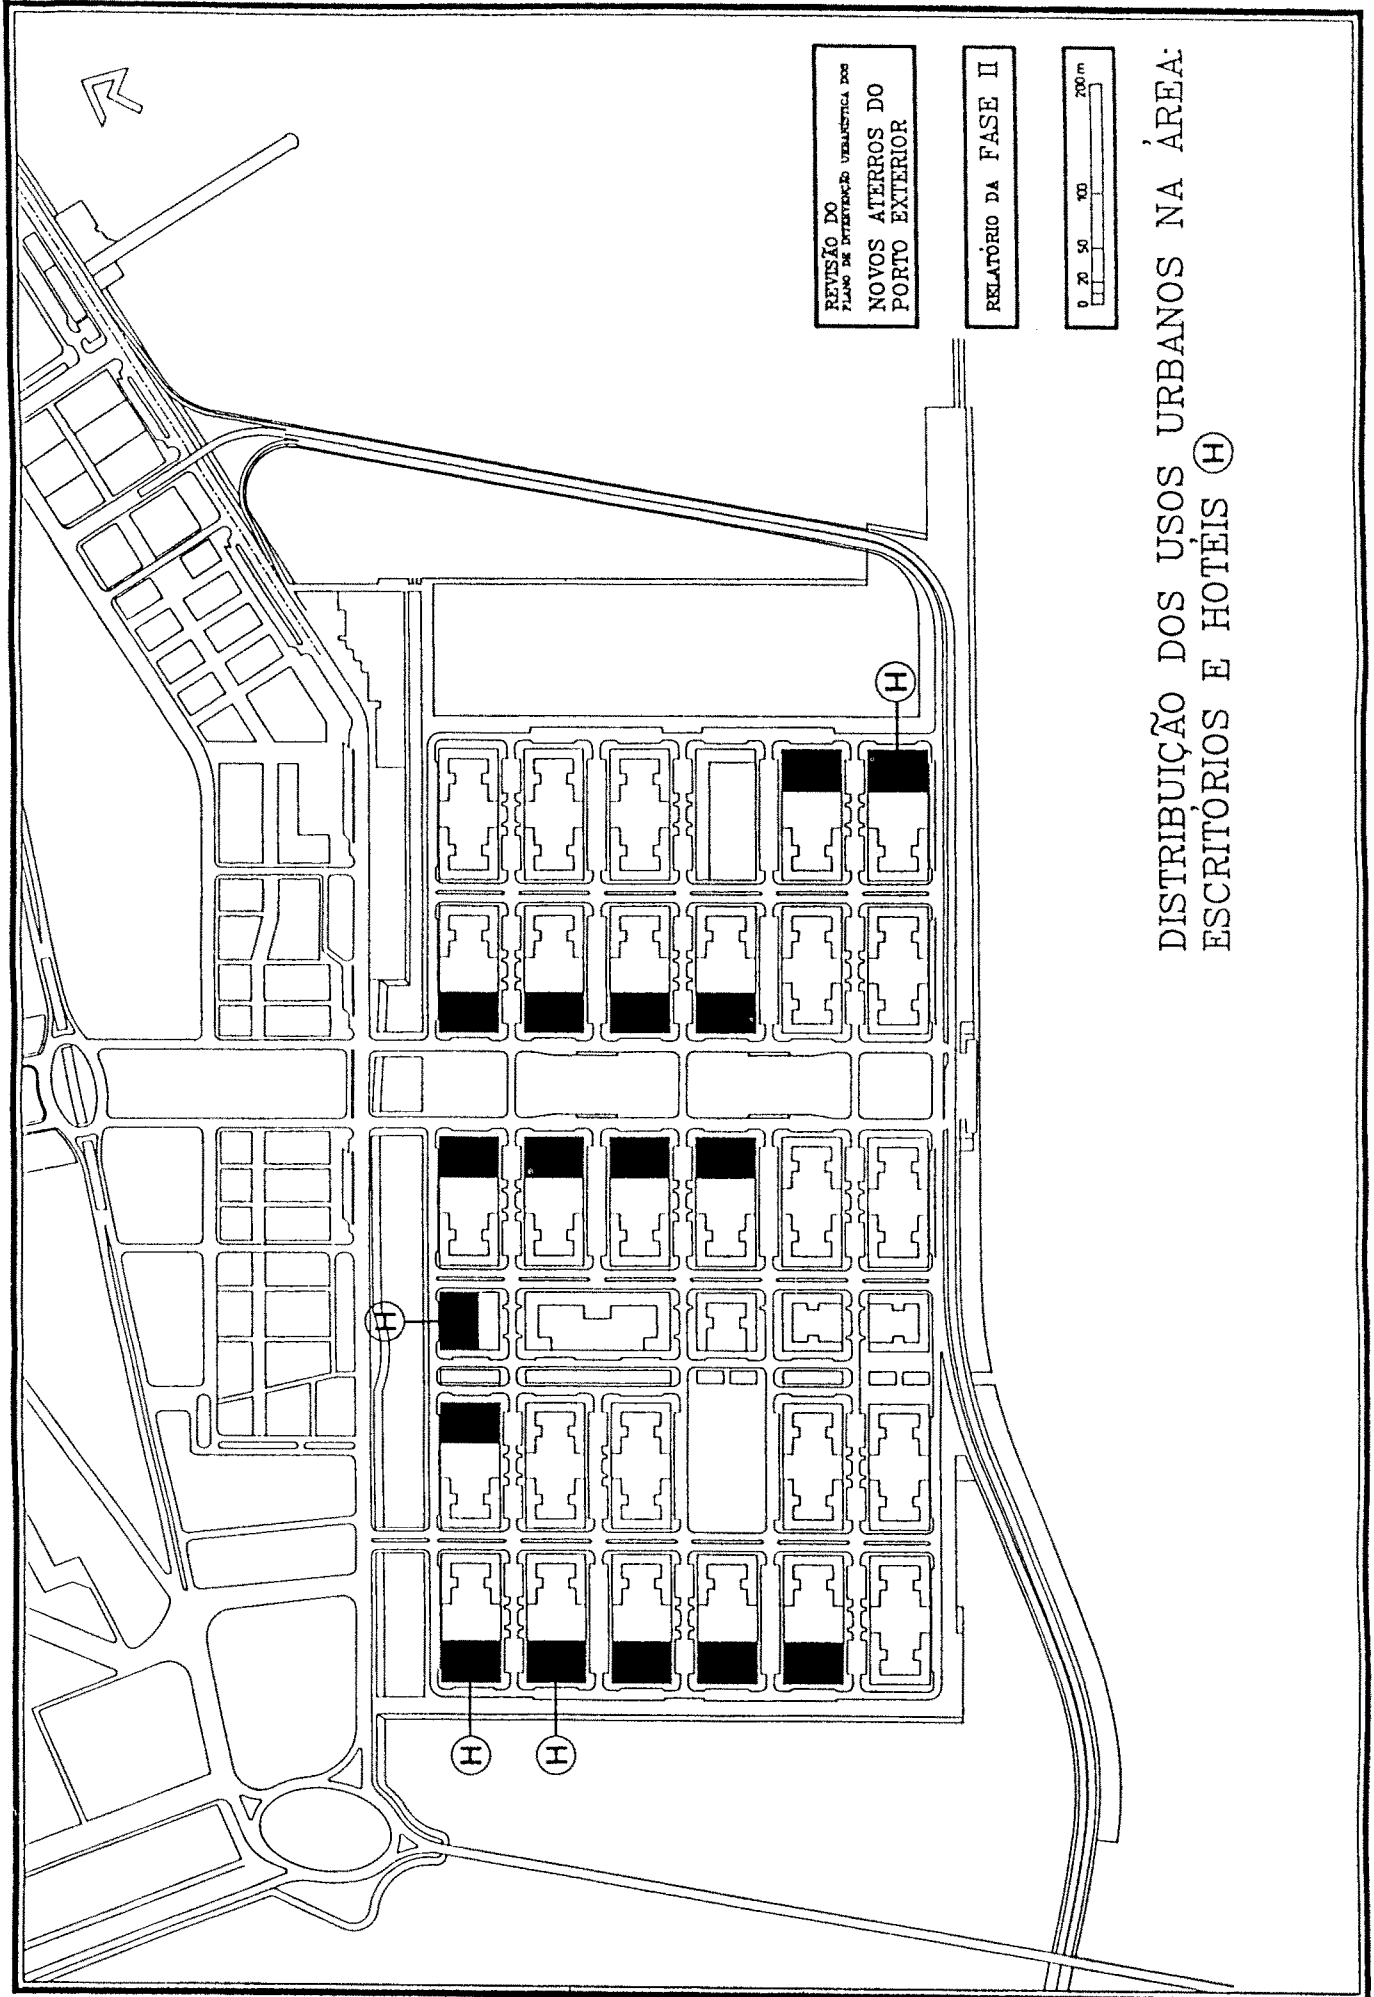 REVISÃO DO
PLANO DE INTERVENÇÃO URBANÍSTICA DOS
NOVOS ATERROS DO
PORTO EXTERIOR
RELATÓRIO DA FASE II
0 20 50 100 200 m
DISTRIBUIÇÃO DOS USOS URBANOS NA ÁREA:
ESCRITÓRIOS E HOTÉIS H
H
H
H
H